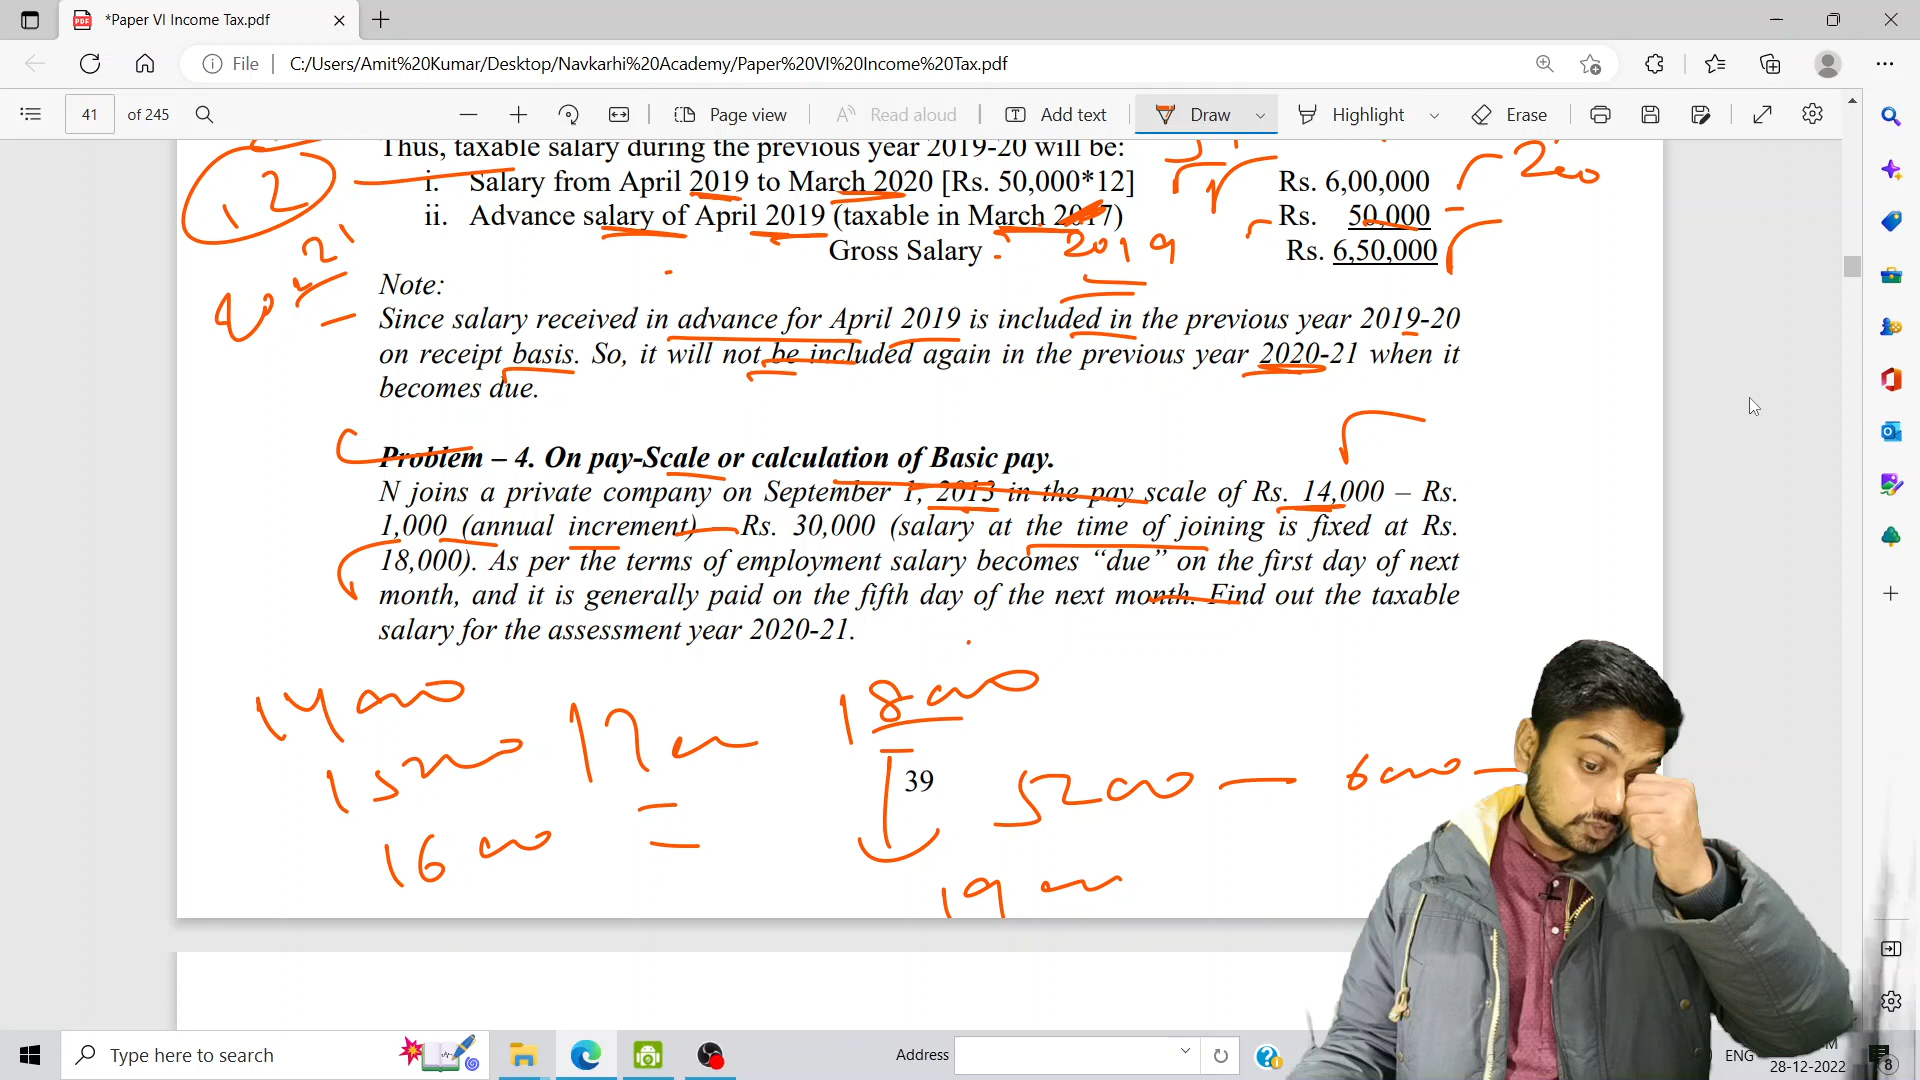 *Paper VI Income Tax.pdf
File
C:/Users/Amit%20Kumar/Desktop/Navkarhi%20Academy/Paper%20VI%20Income%20Tax.pdf
41 of 245
Page view
Read aloud
Add text
Draw
Highlight
Erase
Thus, taxable salary during the previous year 2019-20 will be:
i. Salary from April 2019 to March 2020 [Rs. 50,000*12] Rs. 6,00,000
ii. Advance salary of April 2019 (taxable in March 2017) Rs. 50,000
Gross Salary Rs. 6,50,000
12
2019
Note:
Since salary received in advance for April 2019 is included in the previous year 2019-20
on receipt basis. So, it will not be included again in the previous year 2020-21 when it
becomes due.
Problem – 4. On pay-Scale or calculation of Basic pay.
N joins a private company on September 1, 2013 in the pay scale of Rs. 14,000 – Rs.
1,000 (annual increment) – Rs. 30,000 (salary at the time of joining is fixed at Rs.
18,000). As per the terms of employment salary becomes “due” on the first day of next
month, and it is generally paid on the fifth day of the next month. Find out the taxable
salary for the assessment year 2020-21.
14000
18000
15000
16000
39
Type here to search
Address
ENG
28-12-2022
8